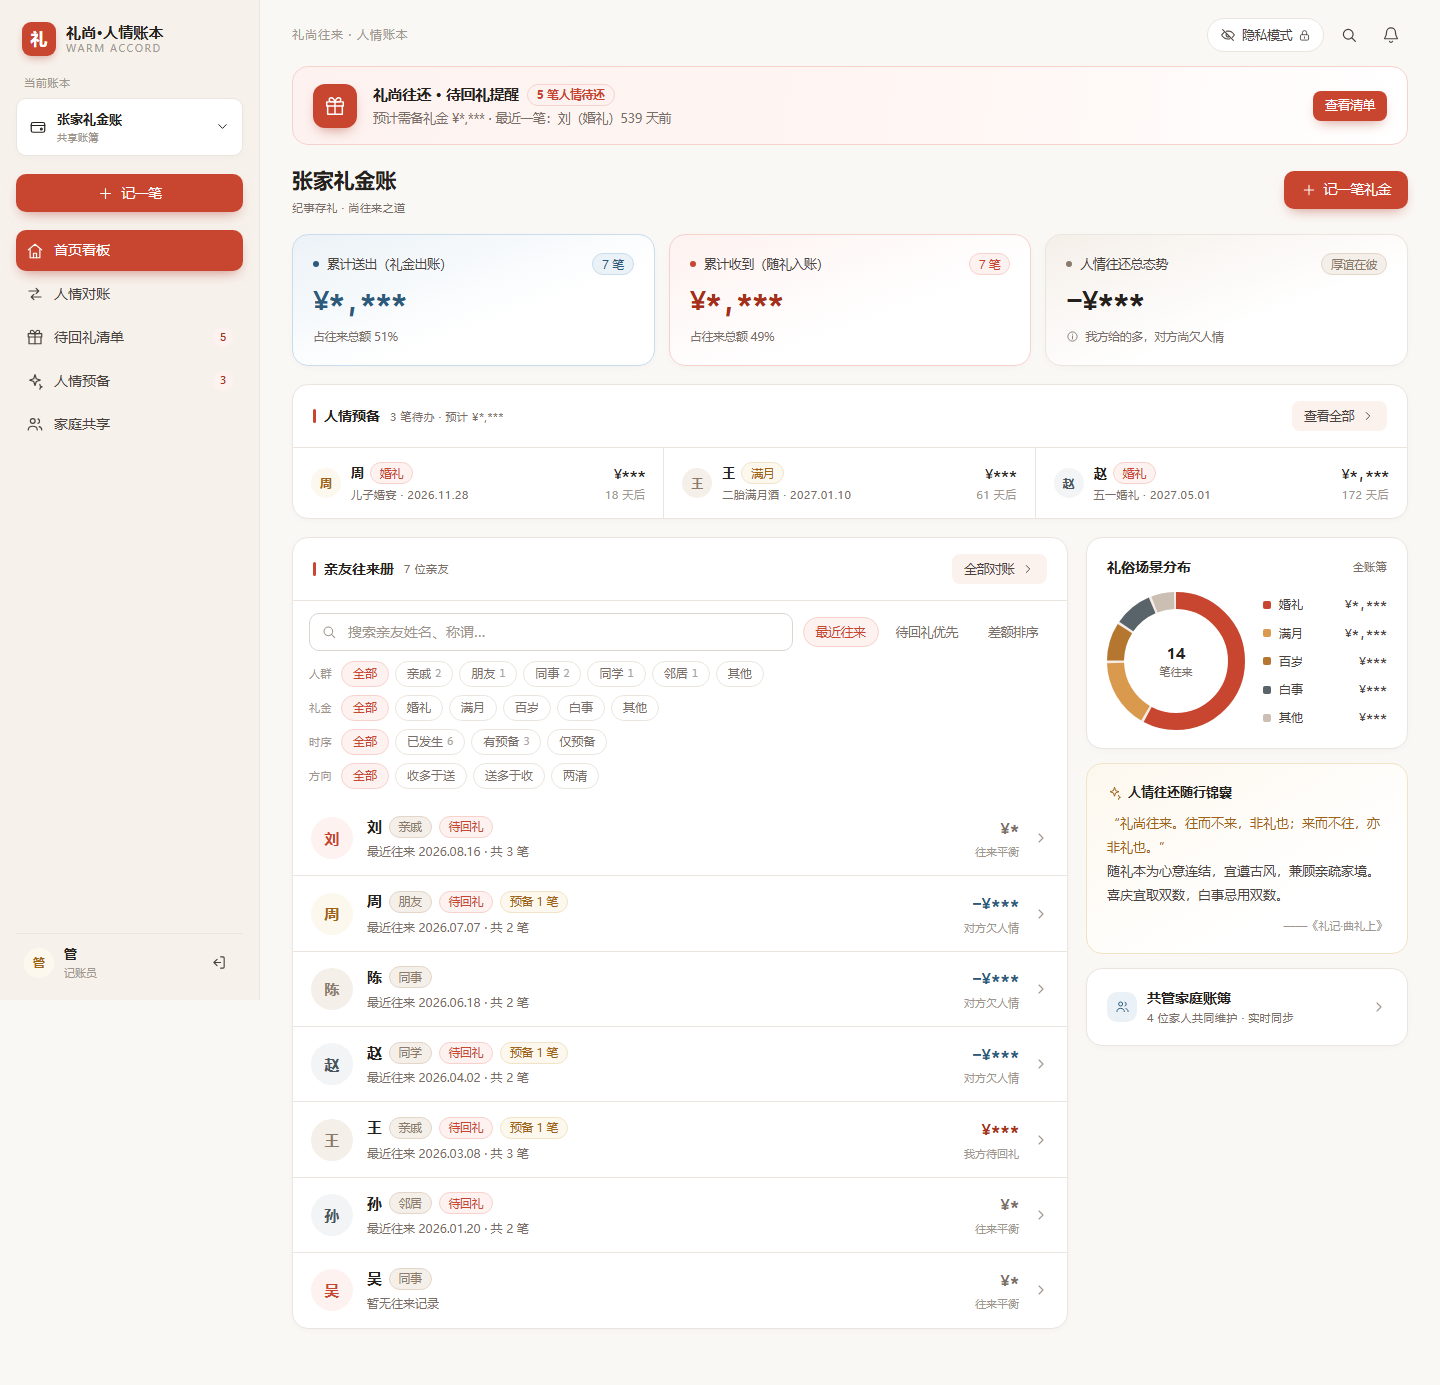 礼 礼尚•人情账本
WARM ACCORD
当前账本
张家礼金账
共享账簿
记一笔
首页看板
人情对账
待回礼清单 5
人情预备 3
家庭共享
管 管
记账员
礼尚往来 · 人情账本
隐私模式
礼尚往还 • 待回礼提醒 5 笔人情待还
预计需备礼金 ¥*,*** · 最近一笔：刘（婚礼）539 天前
查看清单
张家礼金账
纪事存礼 · 尚往来之道
记一笔礼金
累计送出（礼金出账） 7 笔
¥*,***
占往来总额 51%
累计收到（随礼入账） 7 笔
¥*,***
占往来总额 49%
人情往还总态势 厚谊在彼
−¥***
我方给的多，对方尚欠人情
人情预备 3 笔待办 · 预计 ¥*,***
查看全部
周 周 婚礼 ¥***
儿子婚宴 · 2026.11.28 18 天后
王 王 满月 ¥***
二胎满月酒 · 2027.01.10 61 天后
赵 赵 婚礼 ¥*,***
五一婚礼 · 2027.05.01 172 天后
亲友往来册 7 位亲友
全部对账
搜索亲友姓名、称谓...
最近往来 待回礼优先 差额排序
人群 全部 亲戚 2 朋友 1 同事 2 同学 1 邻居 1 其他
礼金 全部 婚礼 满月 百岁 白事 其他
时序 全部 已发生 6 有预备 3 仅预备
方向 全部 收多于送 送多于收 两清
刘 刘 亲戚 待回礼 ¥*
最近往来 2026.08.16 · 共 3 笔 往来平衡
周 周 朋友 待回礼 预备 1 笔 −¥***
最近往来 2026.07.07 · 共 2 笔 对方欠人情
陈 陈 同事 −¥***
最近往来 2026.06.18 · 共 2 笔 对方欠人情
赵 赵 同学 待回礼 预备 1 笔 −¥***
最近往来 2026.04.02 · 共 2 笔 对方欠人情
王 王 亲戚 待回礼 预备 1 笔 ¥***
最近往来 2026.03.08 · 共 3 笔 我方待回礼
孙 孙 邻居 待回礼 ¥*
最近往来 2026.01.20 · 共 2 笔 往来平衡
吴 吴 同事 ¥*
暂无往来记录 往来平衡
礼俗场景分布 全账簿
14
笔往来
婚礼 ¥*,***
满月 ¥*,***
百岁 ¥***
白事 ¥***
其他 ¥***
人情往还随行锦囊
“礼尚往来。往而不来，非礼也；来而不往，亦
非礼也。”
随礼本为心意连结，宜遵古风，兼顾亲疏家境。
喜庆宜取双数，白事忌用双数。
——《礼记·曲礼上》
共管家庭账簿
4 位家人共同维护 · 实时同步